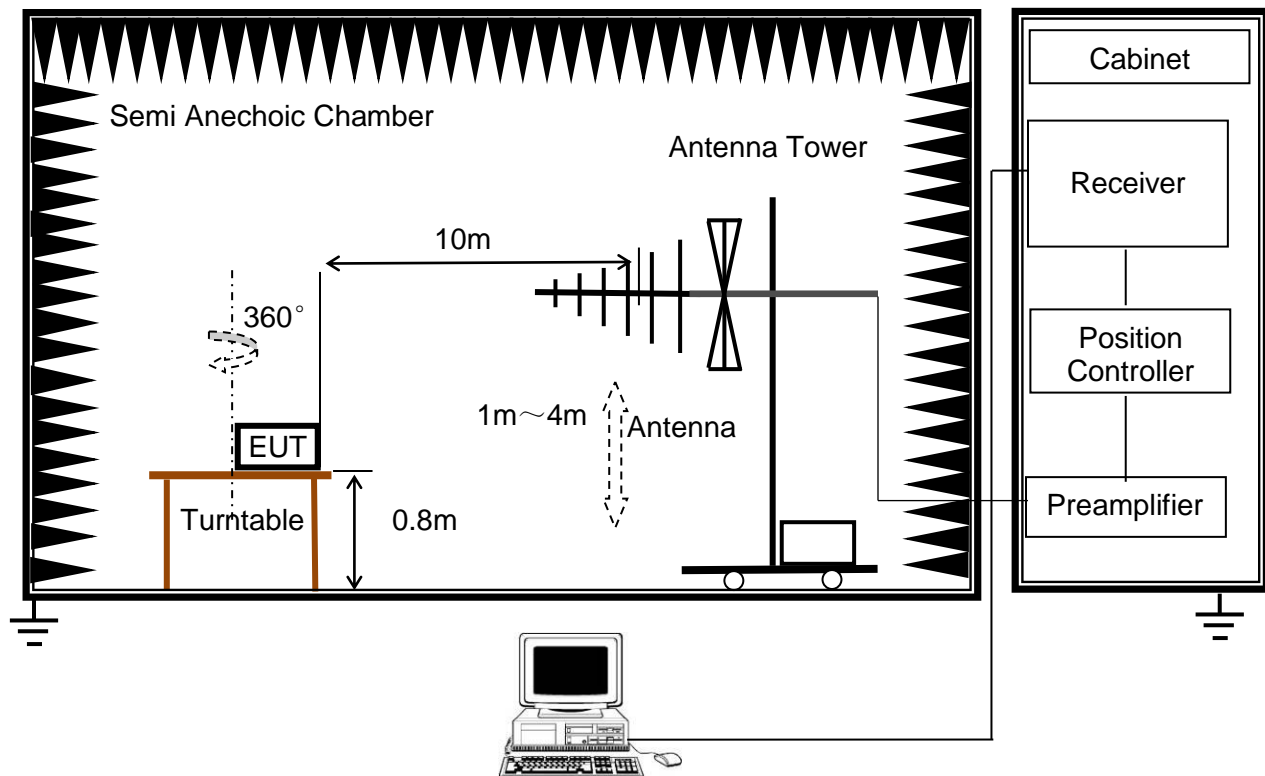 Semi Anechoic Chamber
Antenna Tower
10m
360°
1m～4m
Antenna
EUT
Turntable
0.8m
Cabinet
Receiver
Position
Controller
Preamplifier